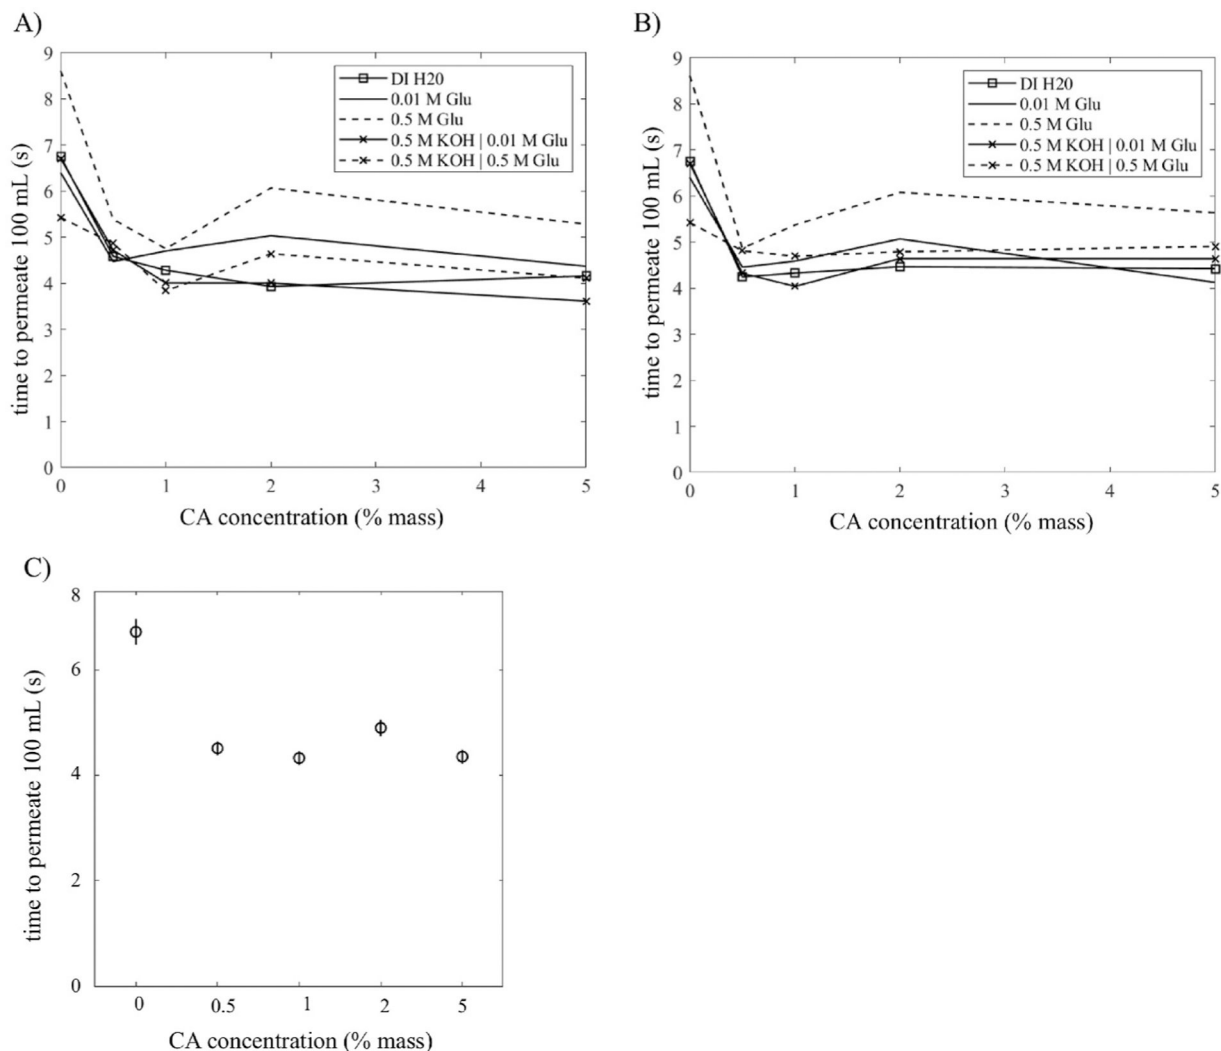 A)
9
8
7
6
5
4
3
2
1
0
time to permeate 100 mL (s)
DI H20
0.01 M Glu
0.5 M Glu
0.5 M KOH | 0.01 M Glu
0.5 M KOH | 0.5 M Glu
0 1 2 3 4 5
CA concentration (% mass)
B)
9
8
7
6
5
4
3
2
1
0
time to permeate 100 mL (s)
DI H20
0.01 M Glu
0.5 M Glu
0.5 M KOH | 0.01 M Glu
0.5 M KOH | 0.5 M Glu
0 1 2 3 4 5
CA concentration (% mass)
C)
8
6
4
2
0
time to permeate 100 mL (s)
0 0.5 1 2 5
CA concentration (% mass)